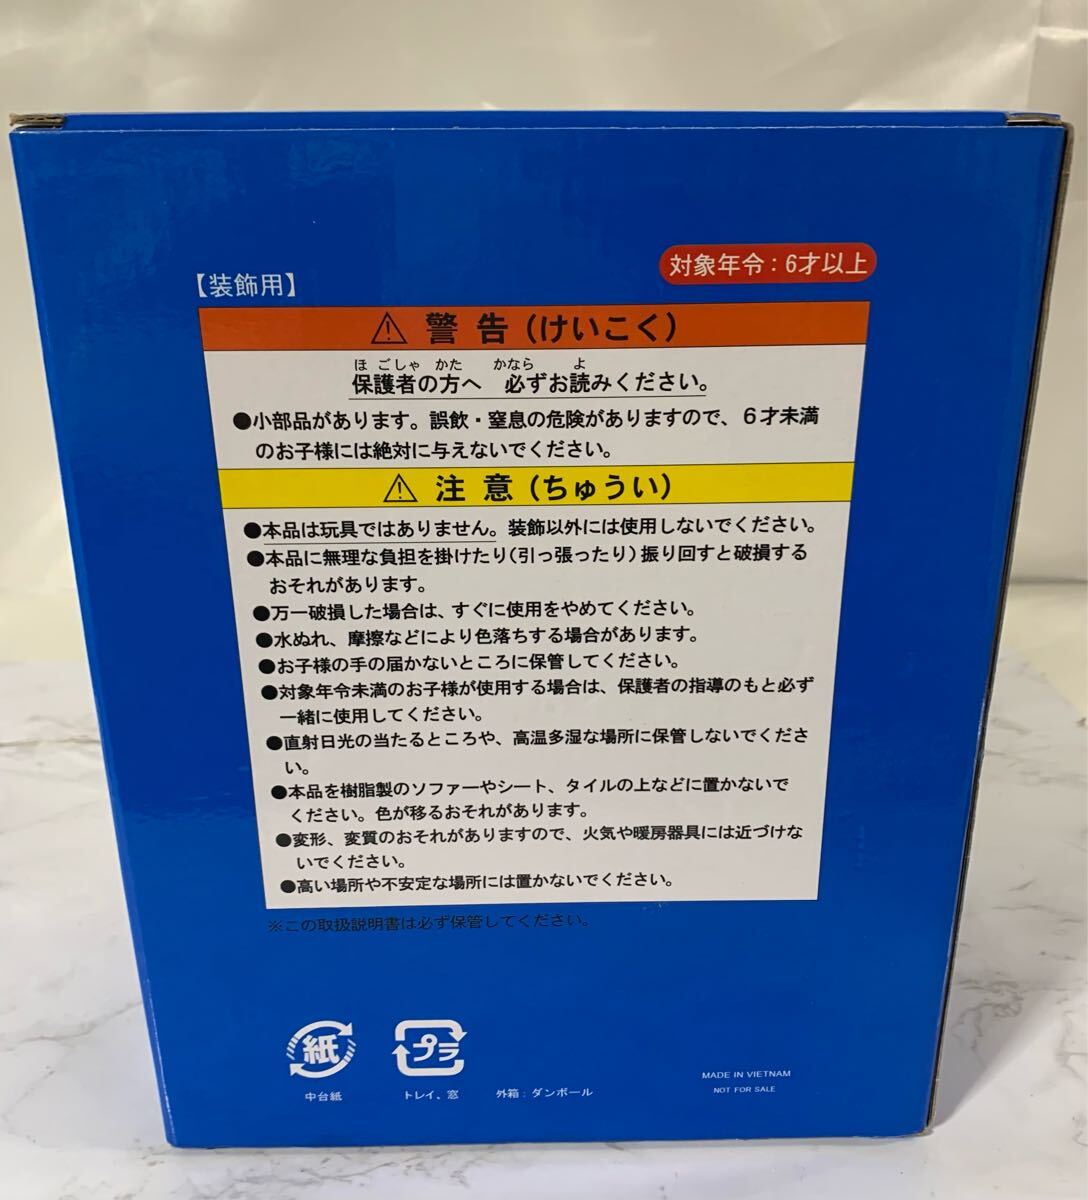 対象年令：6才以上
【装飾用】
⚠ 警告（けいこく）
ほごしゃ かた かなら よ
保護者の方へ 必ずお読みください。
●小部品があります。誤飲・窒息の危険がありますので、６才未満
のお子様には絶対に与えないでください。
⚠ 注意（ちゅうい）
●本品は玩具ではありません。装飾以外には使用しないでください。
●本品に無理な負担を掛けたり（引っ張ったり）振り回すと破損する
おそれがあります。
●万一破損した場合は、すぐに使用をやめてください。
●水ぬれ、摩擦などにより色落ちする場合があります。
●お子様の手の届かないところに保管してください。
●対象年令未満のお子様が使用する場合は、保護者の指導のもと必ず
一緒に使用してください。
●直射日光の当たるところや、高温多湿な場所に保管しないでくださ
い。
●本品を樹脂製のソファーやシート、タイルの上などに置かないで
ください。色が移るおそれがあります。
●変形、変質のおそれがありますので、火気や暖房器具には近づけな
いでください。
●高い場所や不安定な場所には置かないでください。
※この取扱説明書は必ず保管してください。
紙 プラ
中台紙 トレイ、窓 外箱：ダンボール
MADE IN VIETNAM
NOT FOR SALE